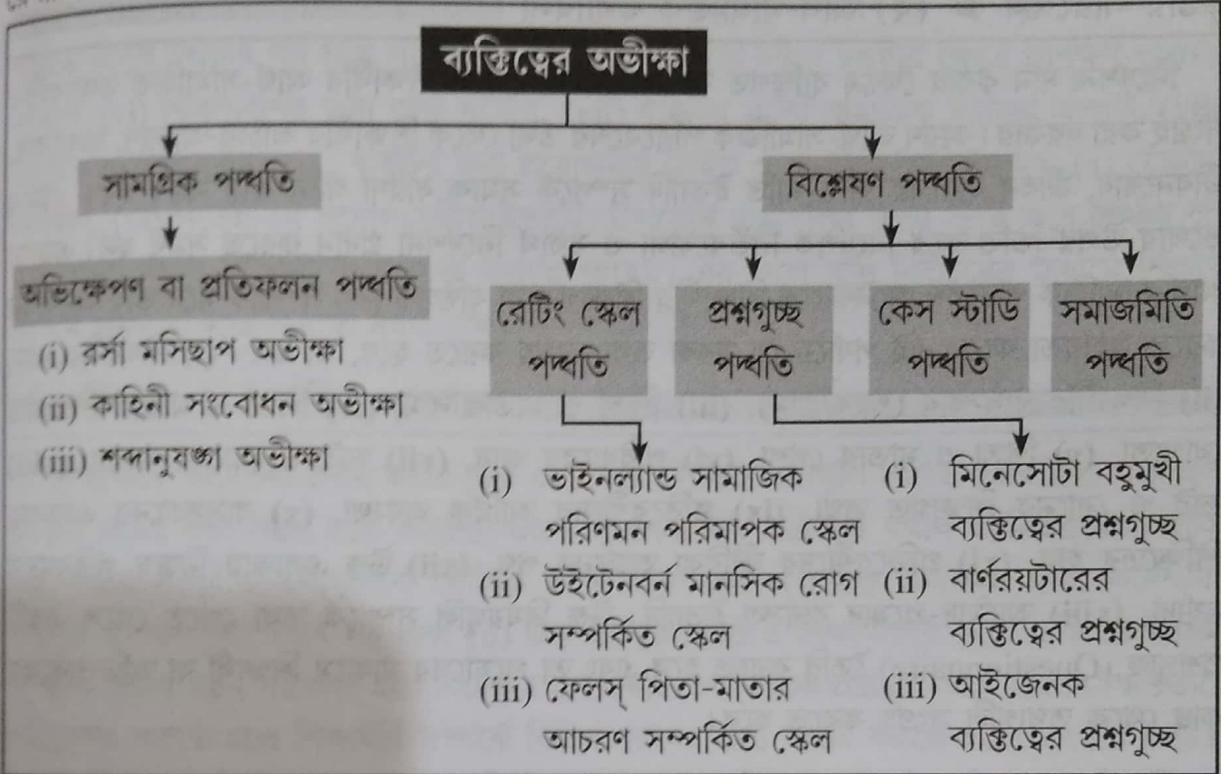 ব্যক্তিত্বের অভীক্ষা
সামগ্রিক পদ্ধতি
বিশ্লেষণ পদ্ধতি
অভিক্ষেপণ বা প্রতিফলন পদ্ধতি
(i) রর্সা মসিছাপ অভীক্ষা
(ii) কাহিনী সংবোধন অভীক্ষা
(iii) শব্দানুষঙ্গ অভীক্ষা
রেটিং স্কেল
পদ্ধতি
প্রশ্নগুচ্ছ
পদ্ধতি
কেস স্টাডি
পদ্ধতি
সমাজমিতি
পদ্ধতি
(i) ভাইনল্যান্ড সামাজিক
পরিণমন পরিমাপক স্কেল
(ii) উইটেনবর্ন মানসিক রোগ
সম্পর্কিত স্কেল
(iii) ফেলস্ পিতা-মাতার
আচরণ সম্পর্কিত স্কেল
(i) মিনেসোটা বহুমুখী
ব্যক্তিত্বের প্রশ্নগুচ্ছ
(ii) বার্ণরয়টারের
ব্যক্তিত্বের প্রশ্নগুচ্ছ
(iii) আইজেনক
ব্যক্তিত্বের প্রশ্নগুচ্ছ